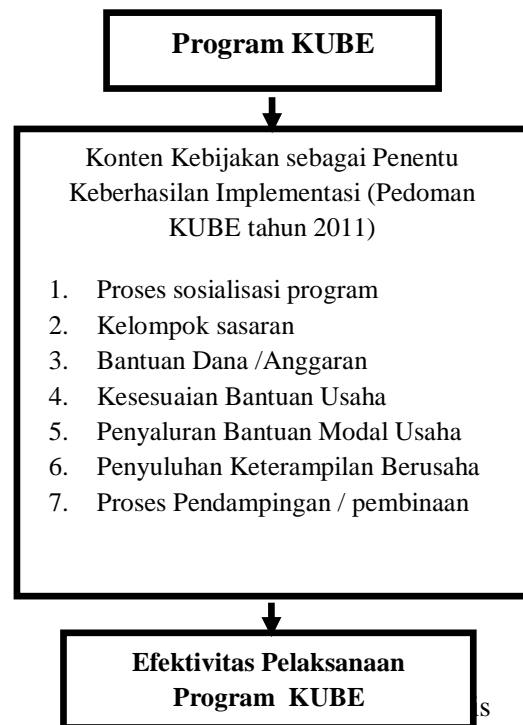 Program KUBE
Konten Kebijakan sebagai Penentu
Keberhasilan Implementasi (Pedoman
KUBE tahun 2011)
1. Proses sosialisasi program
2. Kelompok sasaran
3. Bantuan Dana /Anggaran
4. Kesesuaian Bantuan Usaha
5. Penyaluran Bantuan Modal Usaha
6. Penyuluhan Keterampilan Berusaha
7. Proses Pendampingan / pembinaan
Efektivitas Pelaksanaan
Program KUBE